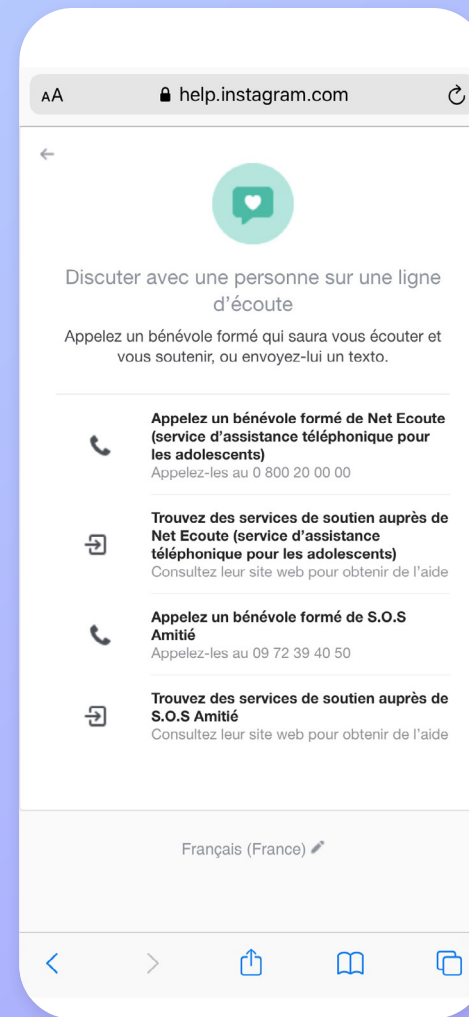 AA help.instagram.com
Discuter avec une personne sur une ligne
d'écoute
Appelez un bénévole formé qui saura vous écouter et
vous soutenir, ou envoyez-lui un texto.
Appelez un bénévole formé de Net Ecoute
(service d'assistance téléphonique pour
les adolescents)
Appelez-les au 0 800 20 00 00
Trouvez des services de soutien auprès de
Net Ecoute (service d'assistance
téléphonique pour les adolescents)
Consultez leur site web pour obtenir de l'aide
Appelez un bénévole formé de S.O.S
Amitié
Appelez-les au 09 72 39 40 50
Trouvez des services de soutien auprès de
S.O.S Amitié
Consultez leur site web pour obtenir de l'aide
Français (France)